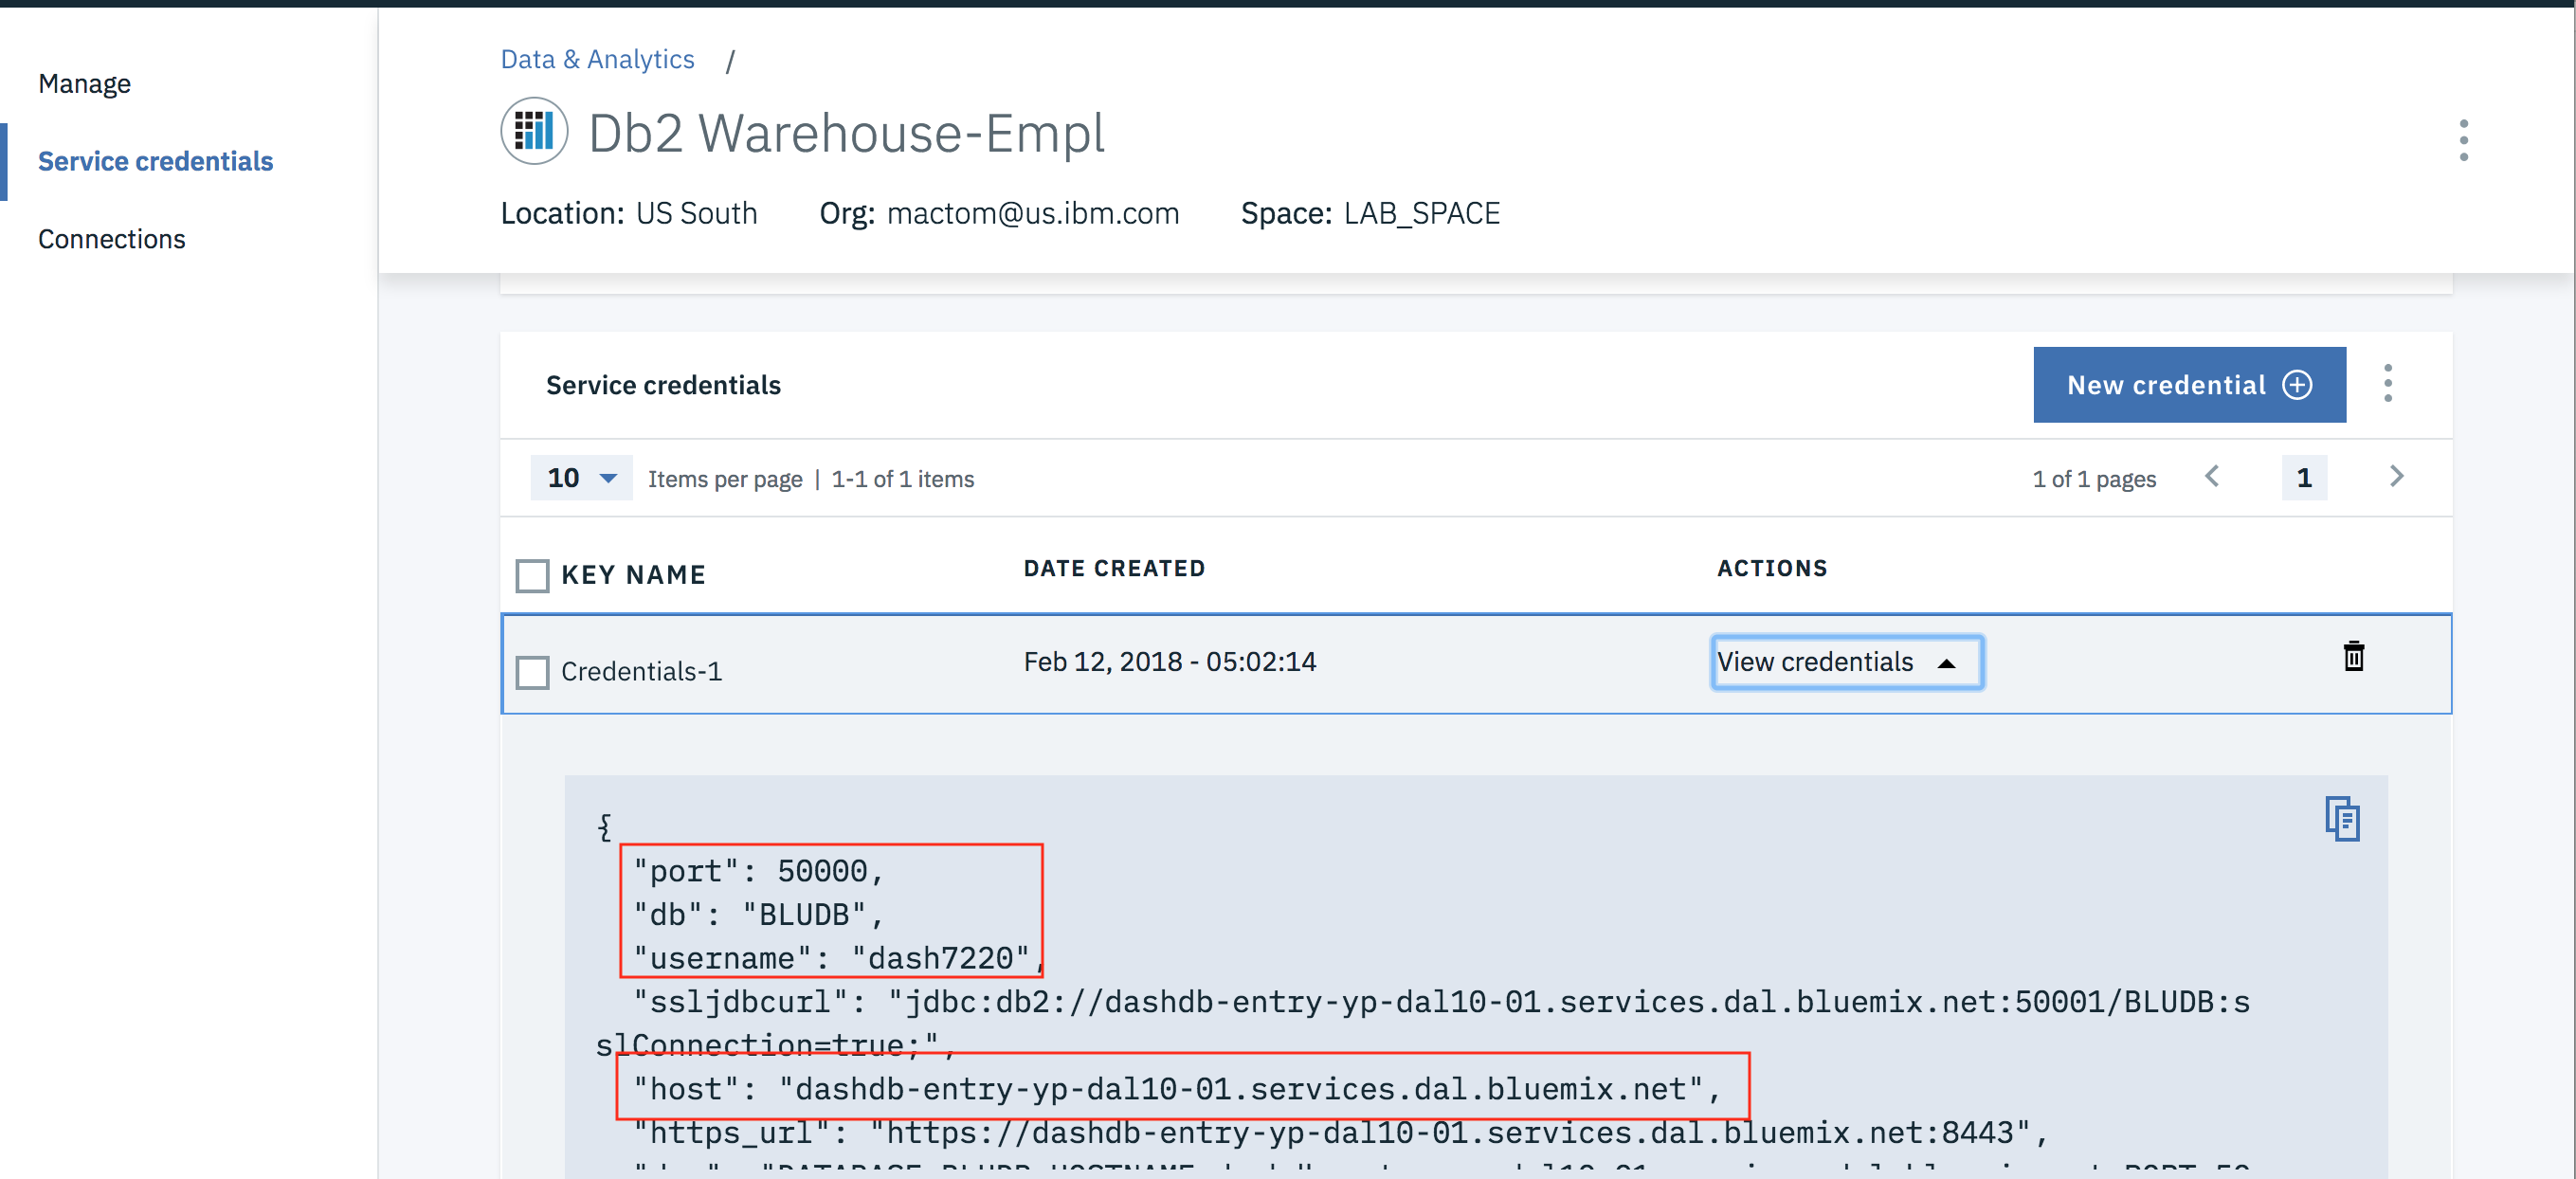 Manage
Service credentials
Connections
Data & Analytics /
Db2 Warehouse-Empl
Location: US South Org: mactom@us.ibm.com Space: LAB_SPACE
Service credentials
New credential
10 Items per page | 1-1 of 1 items
1 of 1 pages 1
KEY NAME DATE CREATED ACTIONS
Credentials-1 Feb 12, 2018 - 05:02:14 View credentials
{
"port": 50000,
"db": "BLUDB",
"username": "dash7220",
"ssljdbcurl": "jdbc:db2://dashdb-entry-yp-dal10-01.services.dal.bluemix.net:50001/BLUDB:s
slConnection=true;",
"host": "dashdb-entry-yp-dal10-01.services.dal.bluemix.net",
"https_url": "https://dashdb-entry-yp-dal10-01.services.dal.bluemix.net:8443",